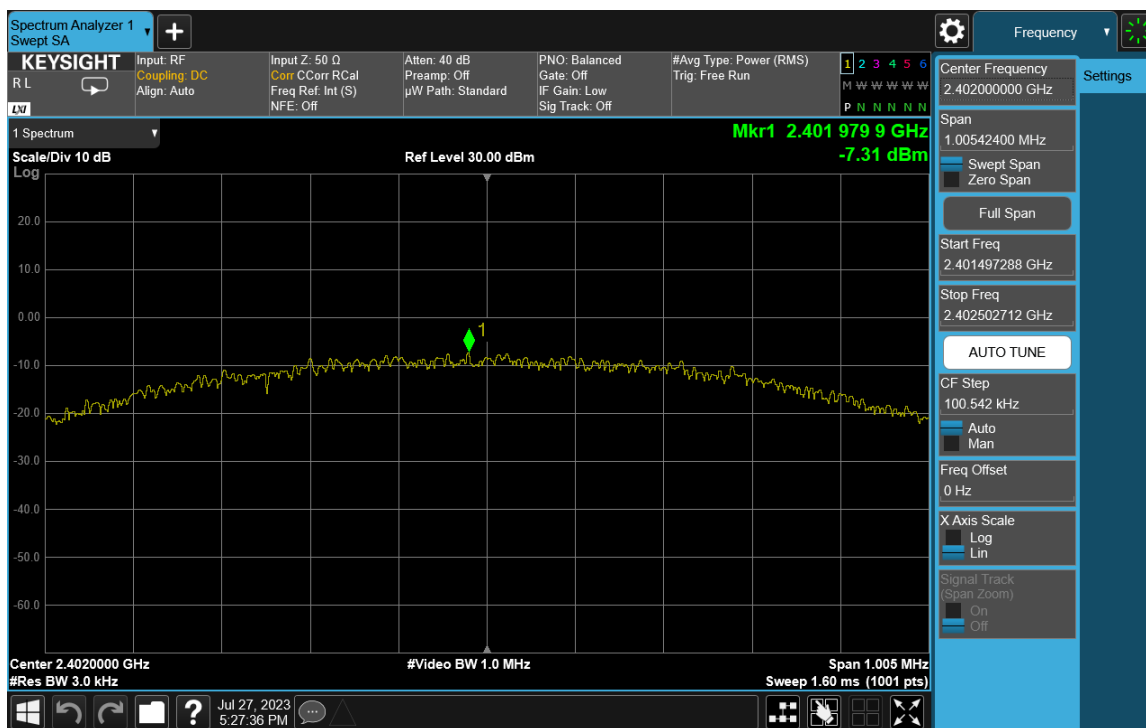 Spectrum Analyzer 1
Swept SA
+
Frequency
KEYSIGHT
R L
LXI
Input: RF
Coupling: DC
Align: Auto
Input Z: 50 Ω
Corr CCorr RCal
Freq Ref: Int (S)
NFE: Off
Atten: 40 dB
Preamp: Off
µW Path: Standard
PNO: Balanced
Gate: Off
IF Gain: Low
Sig Track: Off
#Avg Type: Power (RMS)
Trig: Free Run
1 2 3 4 5 6
M W W W W W
P N N N N N
1 Spectrum
Scale/Div 10 dB
Log
Ref Level 30.00 dBm
Mkr1 2.401 979 9 GHz
-7.31 dBm
20.0
10.0
0.00
-10.0
-20.0
-30.0
-40.0
-50.0
-60.0
1
Center 2.4020000 GHz
#Res BW 3.0 kHz
#Video BW 1.0 MHz
Span 1.005 MHz
Sweep 1.60 ms (1001 pts)
Center Frequency
2.402000000 GHz
Span
1.00542400 MHz
Swept Span
Zero Span
Full Span
Start Freq
2.401497288 GHz
Stop Freq
2.402502712 GHz
AUTO TUNE
CF Step
100.542 kHz
Auto
Man
Freq Offset
0 Hz
X Axis Scale
Log
Lin
Signal Track
(Span Zoom)
On
Off
Settings
?
Jul 27, 2023
5:27:36 PM